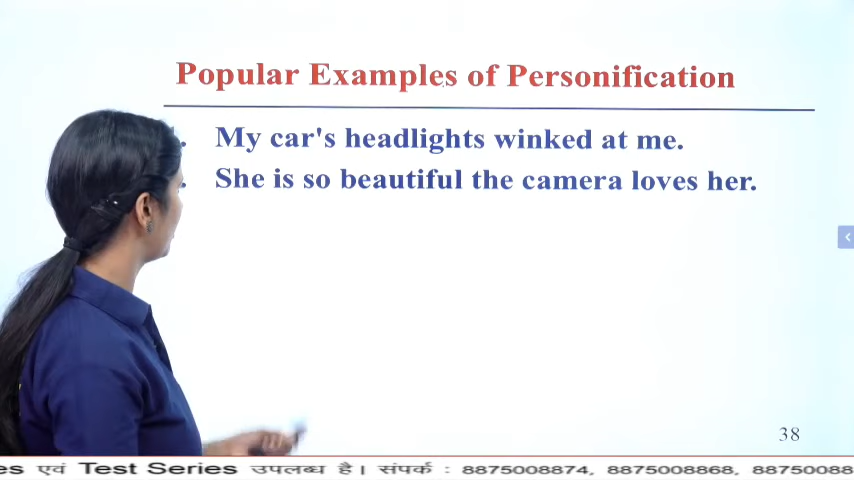 Popular Examples of Personification
My car's headlights winked at me.
She is so beautiful the camera loves her.
38
एवं Test Series उपलब्ध है। संपर्क : 8875008874, 8875008868,